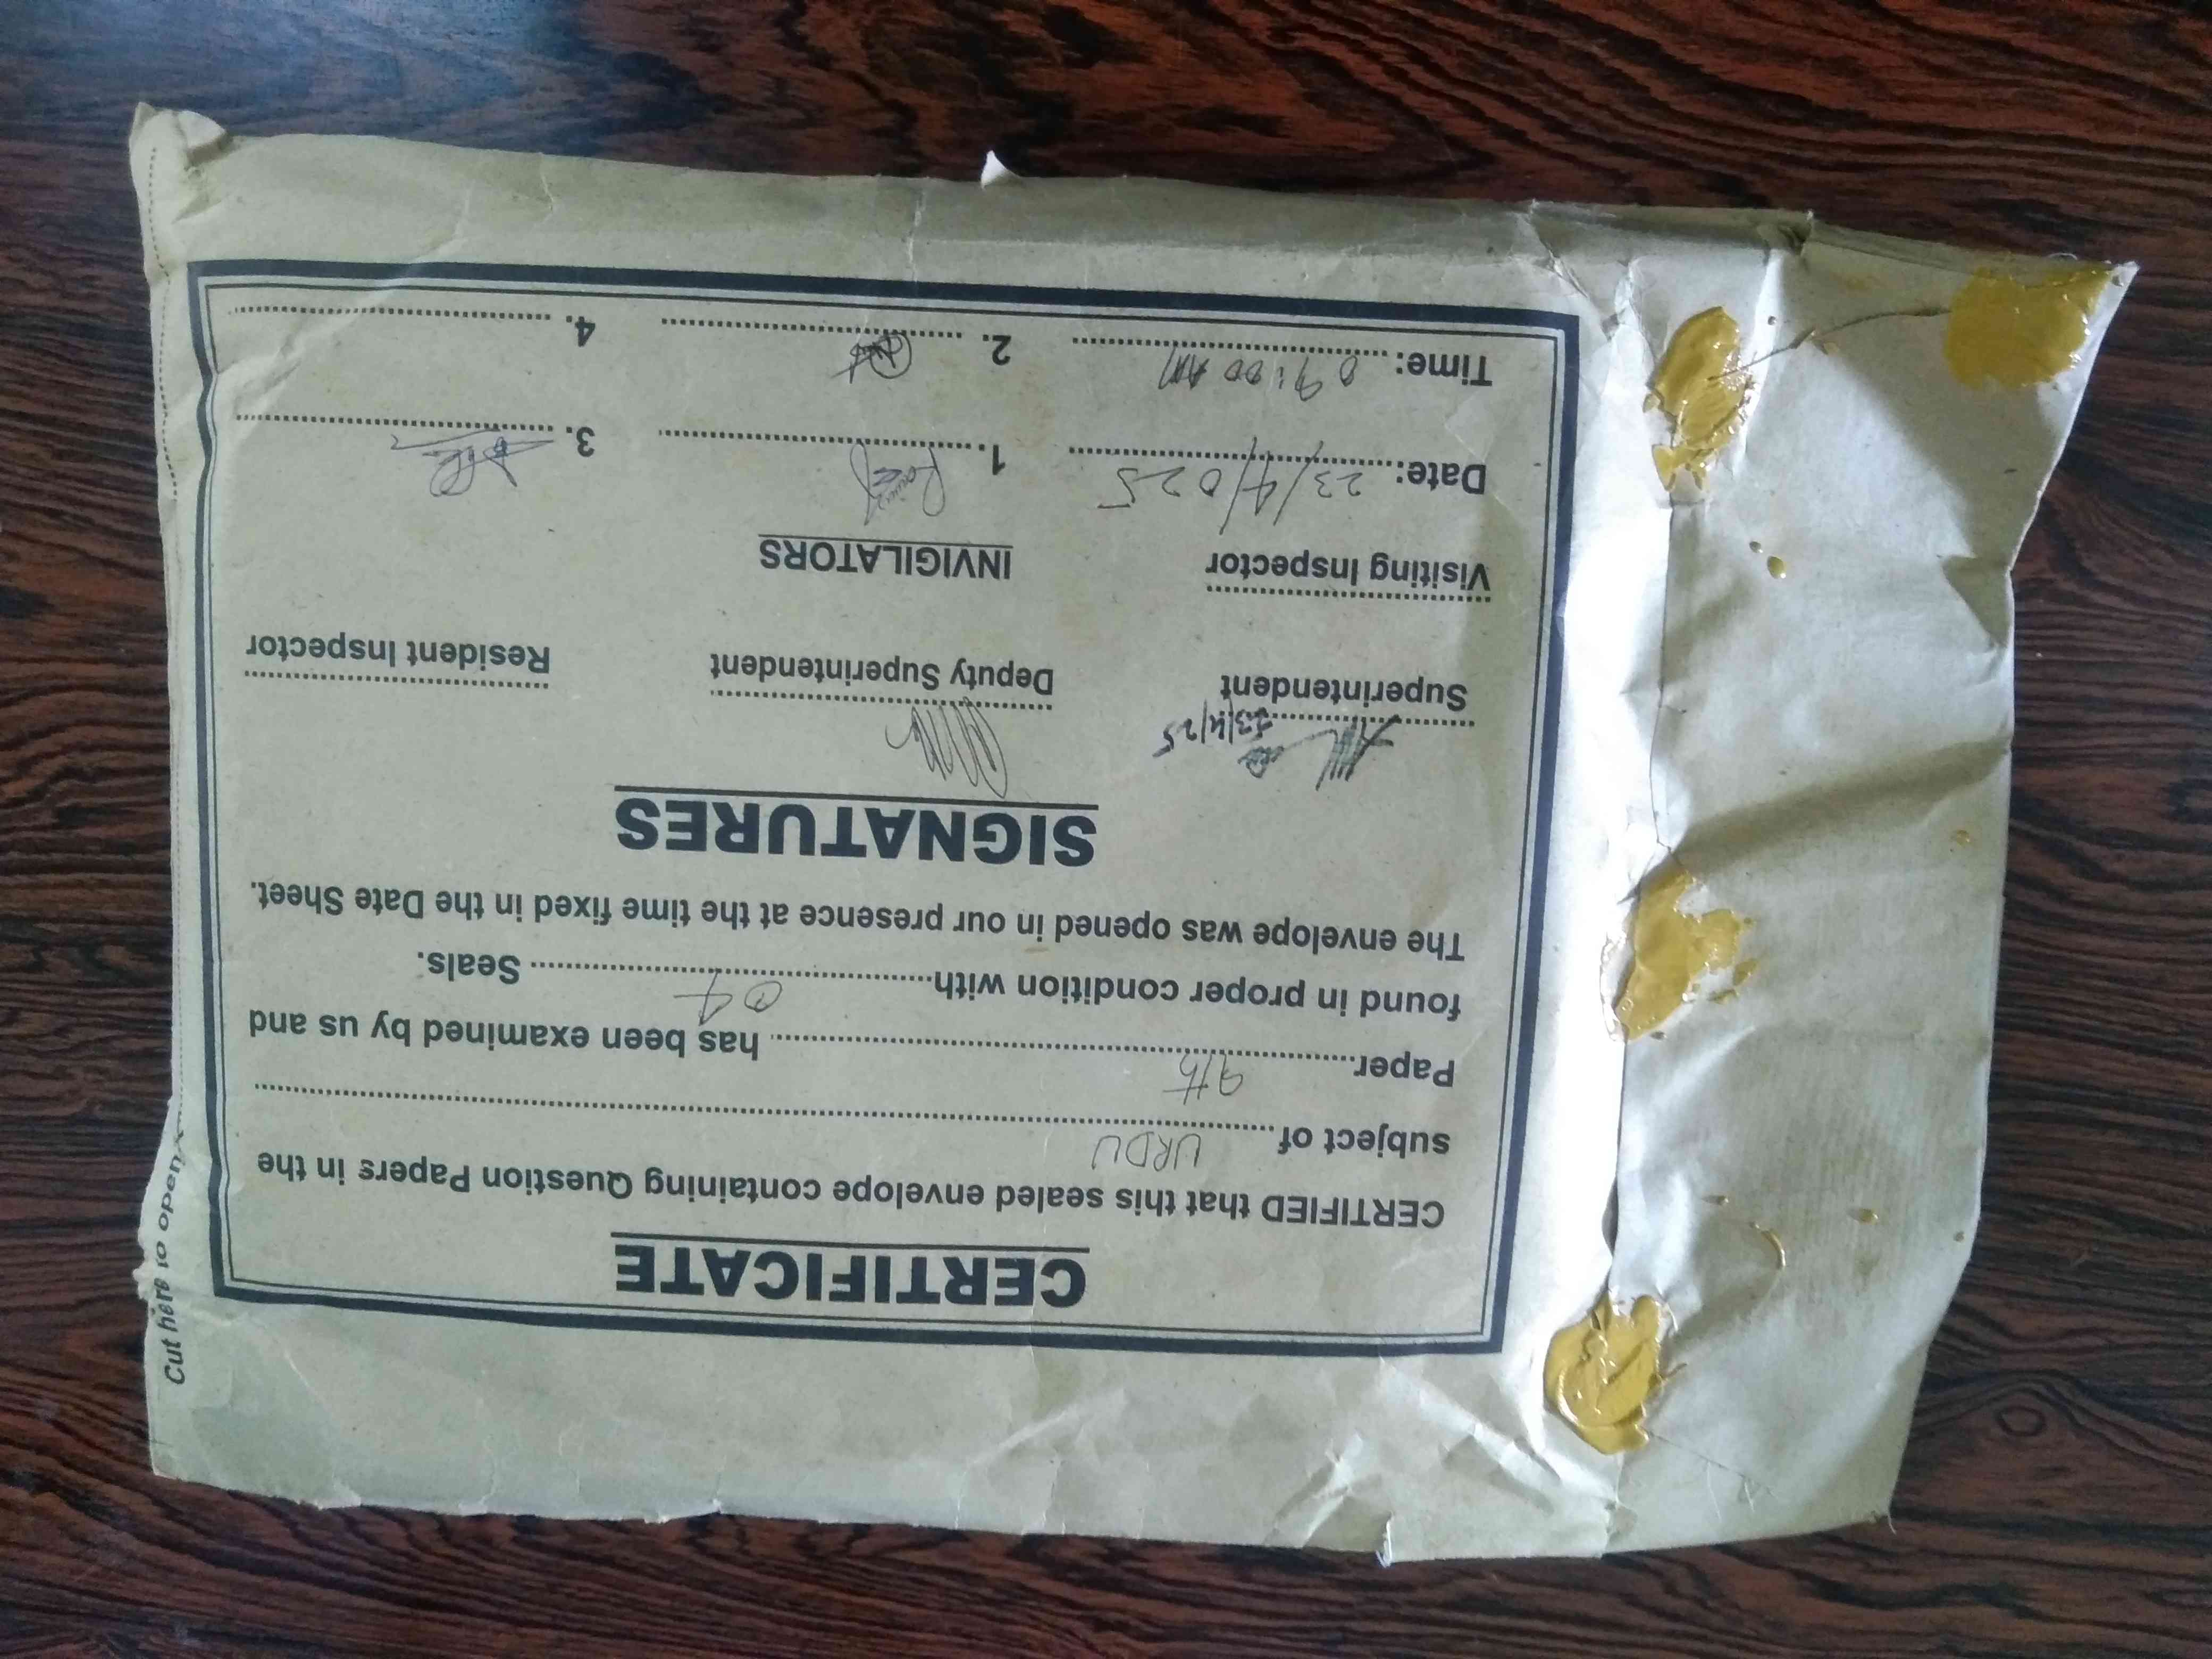 CERTIFICATE
CERTIFIED that this sealed envelope containing Question Papers in the
subject of URDU
Paper 9th has been examined by us and
found in proper condition with 04 Seals.
The envelope was opened in our presence at the time fixed in the Date Sheet.
SIGNATURES
23/4/25
Superintendent Deputy Superintendent Resident Inspector
Visiting Inspector INVIGILATORS
Date: 23/4/025 1. 3.
Time: 09:00 AM 2. 4.
Cut here to open